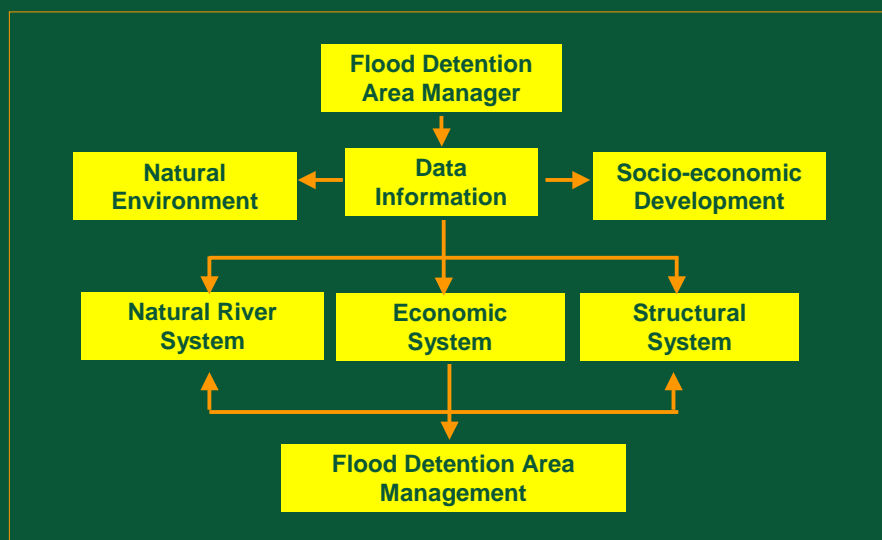 Flood Detention
Area Manager
Natural
Environment
Data
Information
Socio-economic
Development
Natural River
System
Economic
System
Structural
System
Flood Detention Area
Management